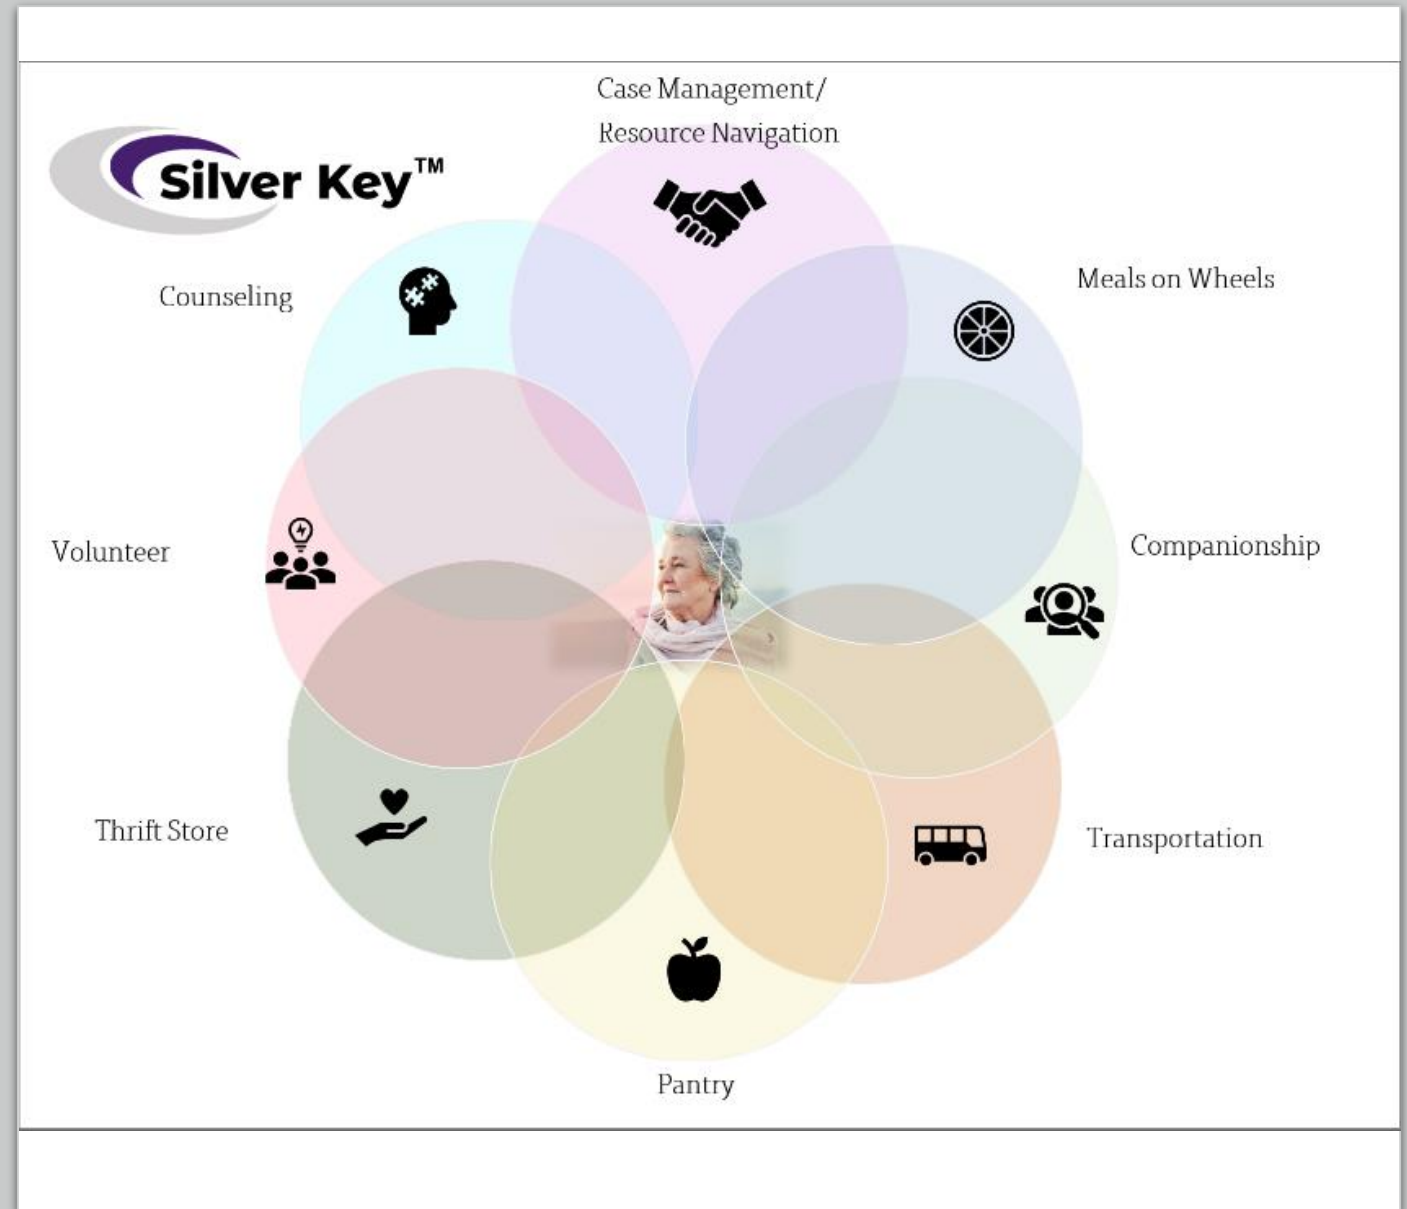 Case Management/
Resource Navigation
Silver Key™
Counseling
Meals on Wheels
Volunteer
Companionship
Thrift Store
Transportation
Pantry